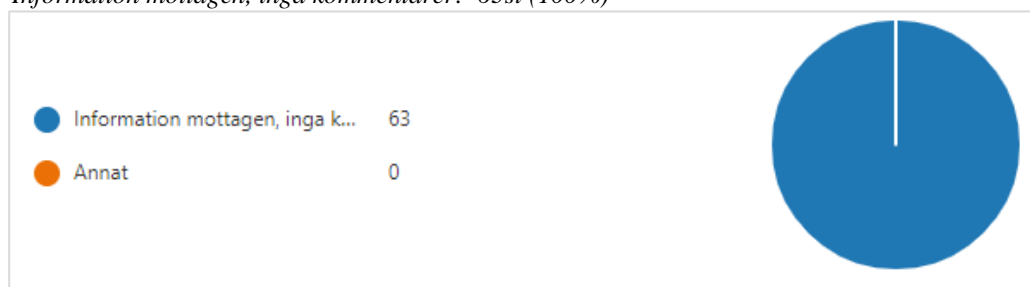 Information mottagen, inga kommentarer: 63st (100%)
Information mottagen, inga k... 63
Annat 0